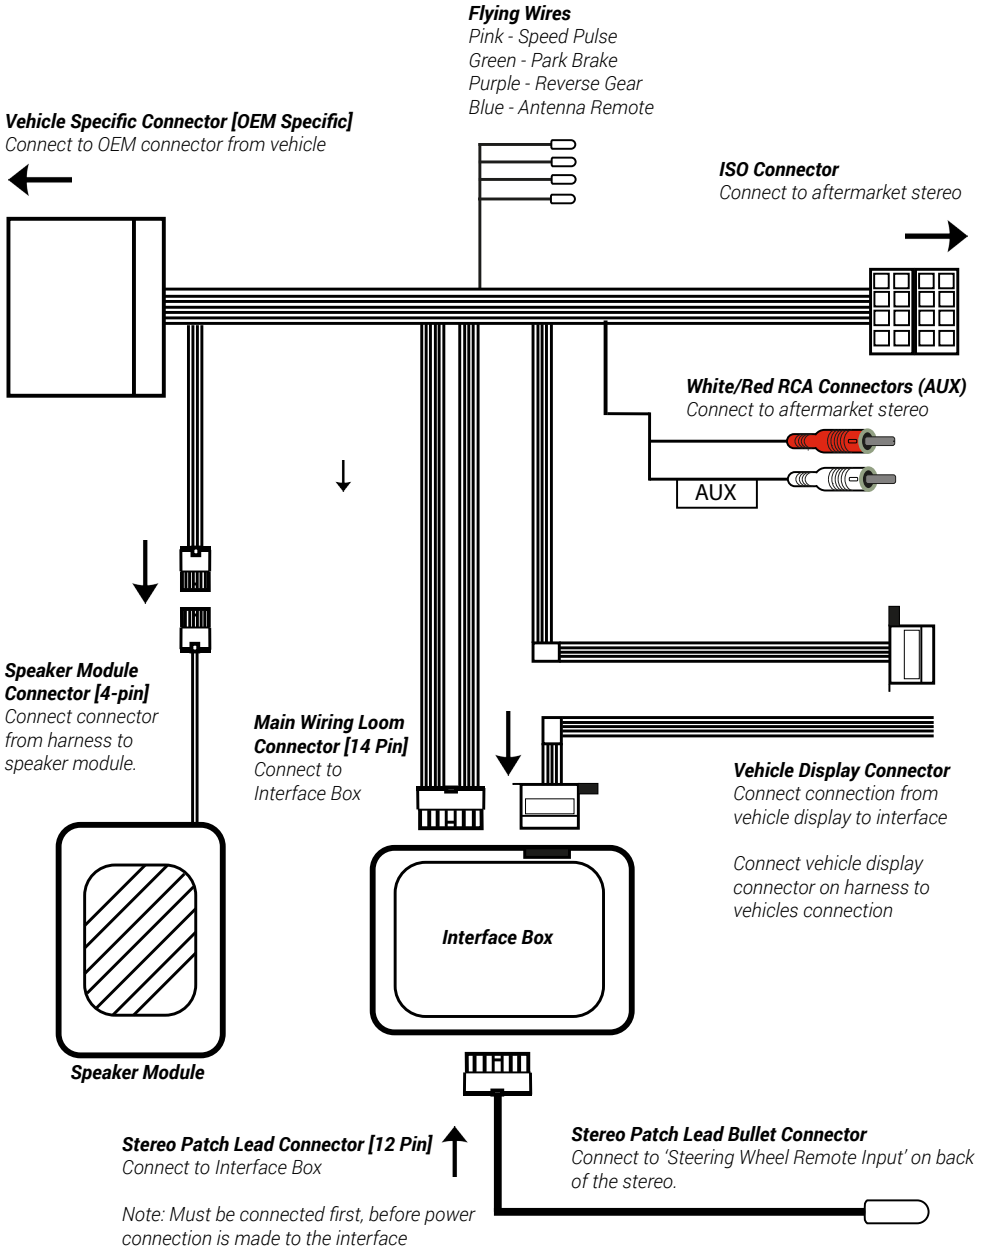 Flying Wires
Pink - Speed Pulse
Green - Park Brake
Purple - Reverse Gear
Blue - Antenna Remote
Vehicle Specific Connector [OEM Specific]
Connect to OEM connector from vehicle
ISO Connector
Connect to aftermarket stereo
White/Red RCA Connectors (AUX)
Connect to aftermarket stereo
AUX
Speaker Module
Connector [4-pin]
Connect connector
from harness to
speaker module.
Main Wiring Loom
Connector [14 Pin]
Connect to
Interface Box
Vehicle Display Connector
Connect connection from
vehicle display to interface
Connect vehicle display
connector on harness to
vehicles connection
Interface Box
Speaker Module
Stereo Patch Lead Connector [12 Pin]
Connect to Interface Box
Note: Must be connected first, before power
connection is made to the interface
Stereo Patch Lead Bullet Connector
Connect to ‘Steering Wheel Remote Input’ on back
of the stereo.